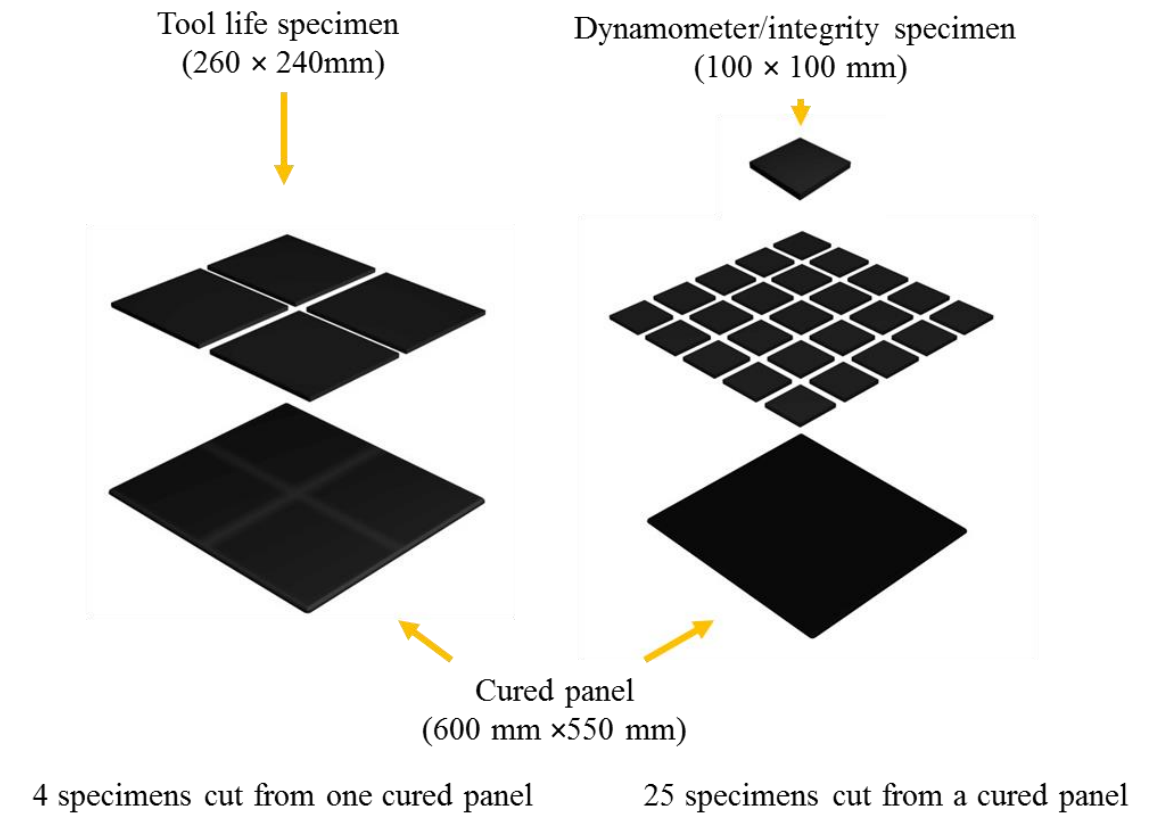 Tool life specimen
(260 × 240mm)
Dynamometer/integrity specimen
(100 × 100 mm)
Cured panel
(600 mm ×550 mm)
4 specimens cut from one cured panel
25 specimens cut from a cured panel